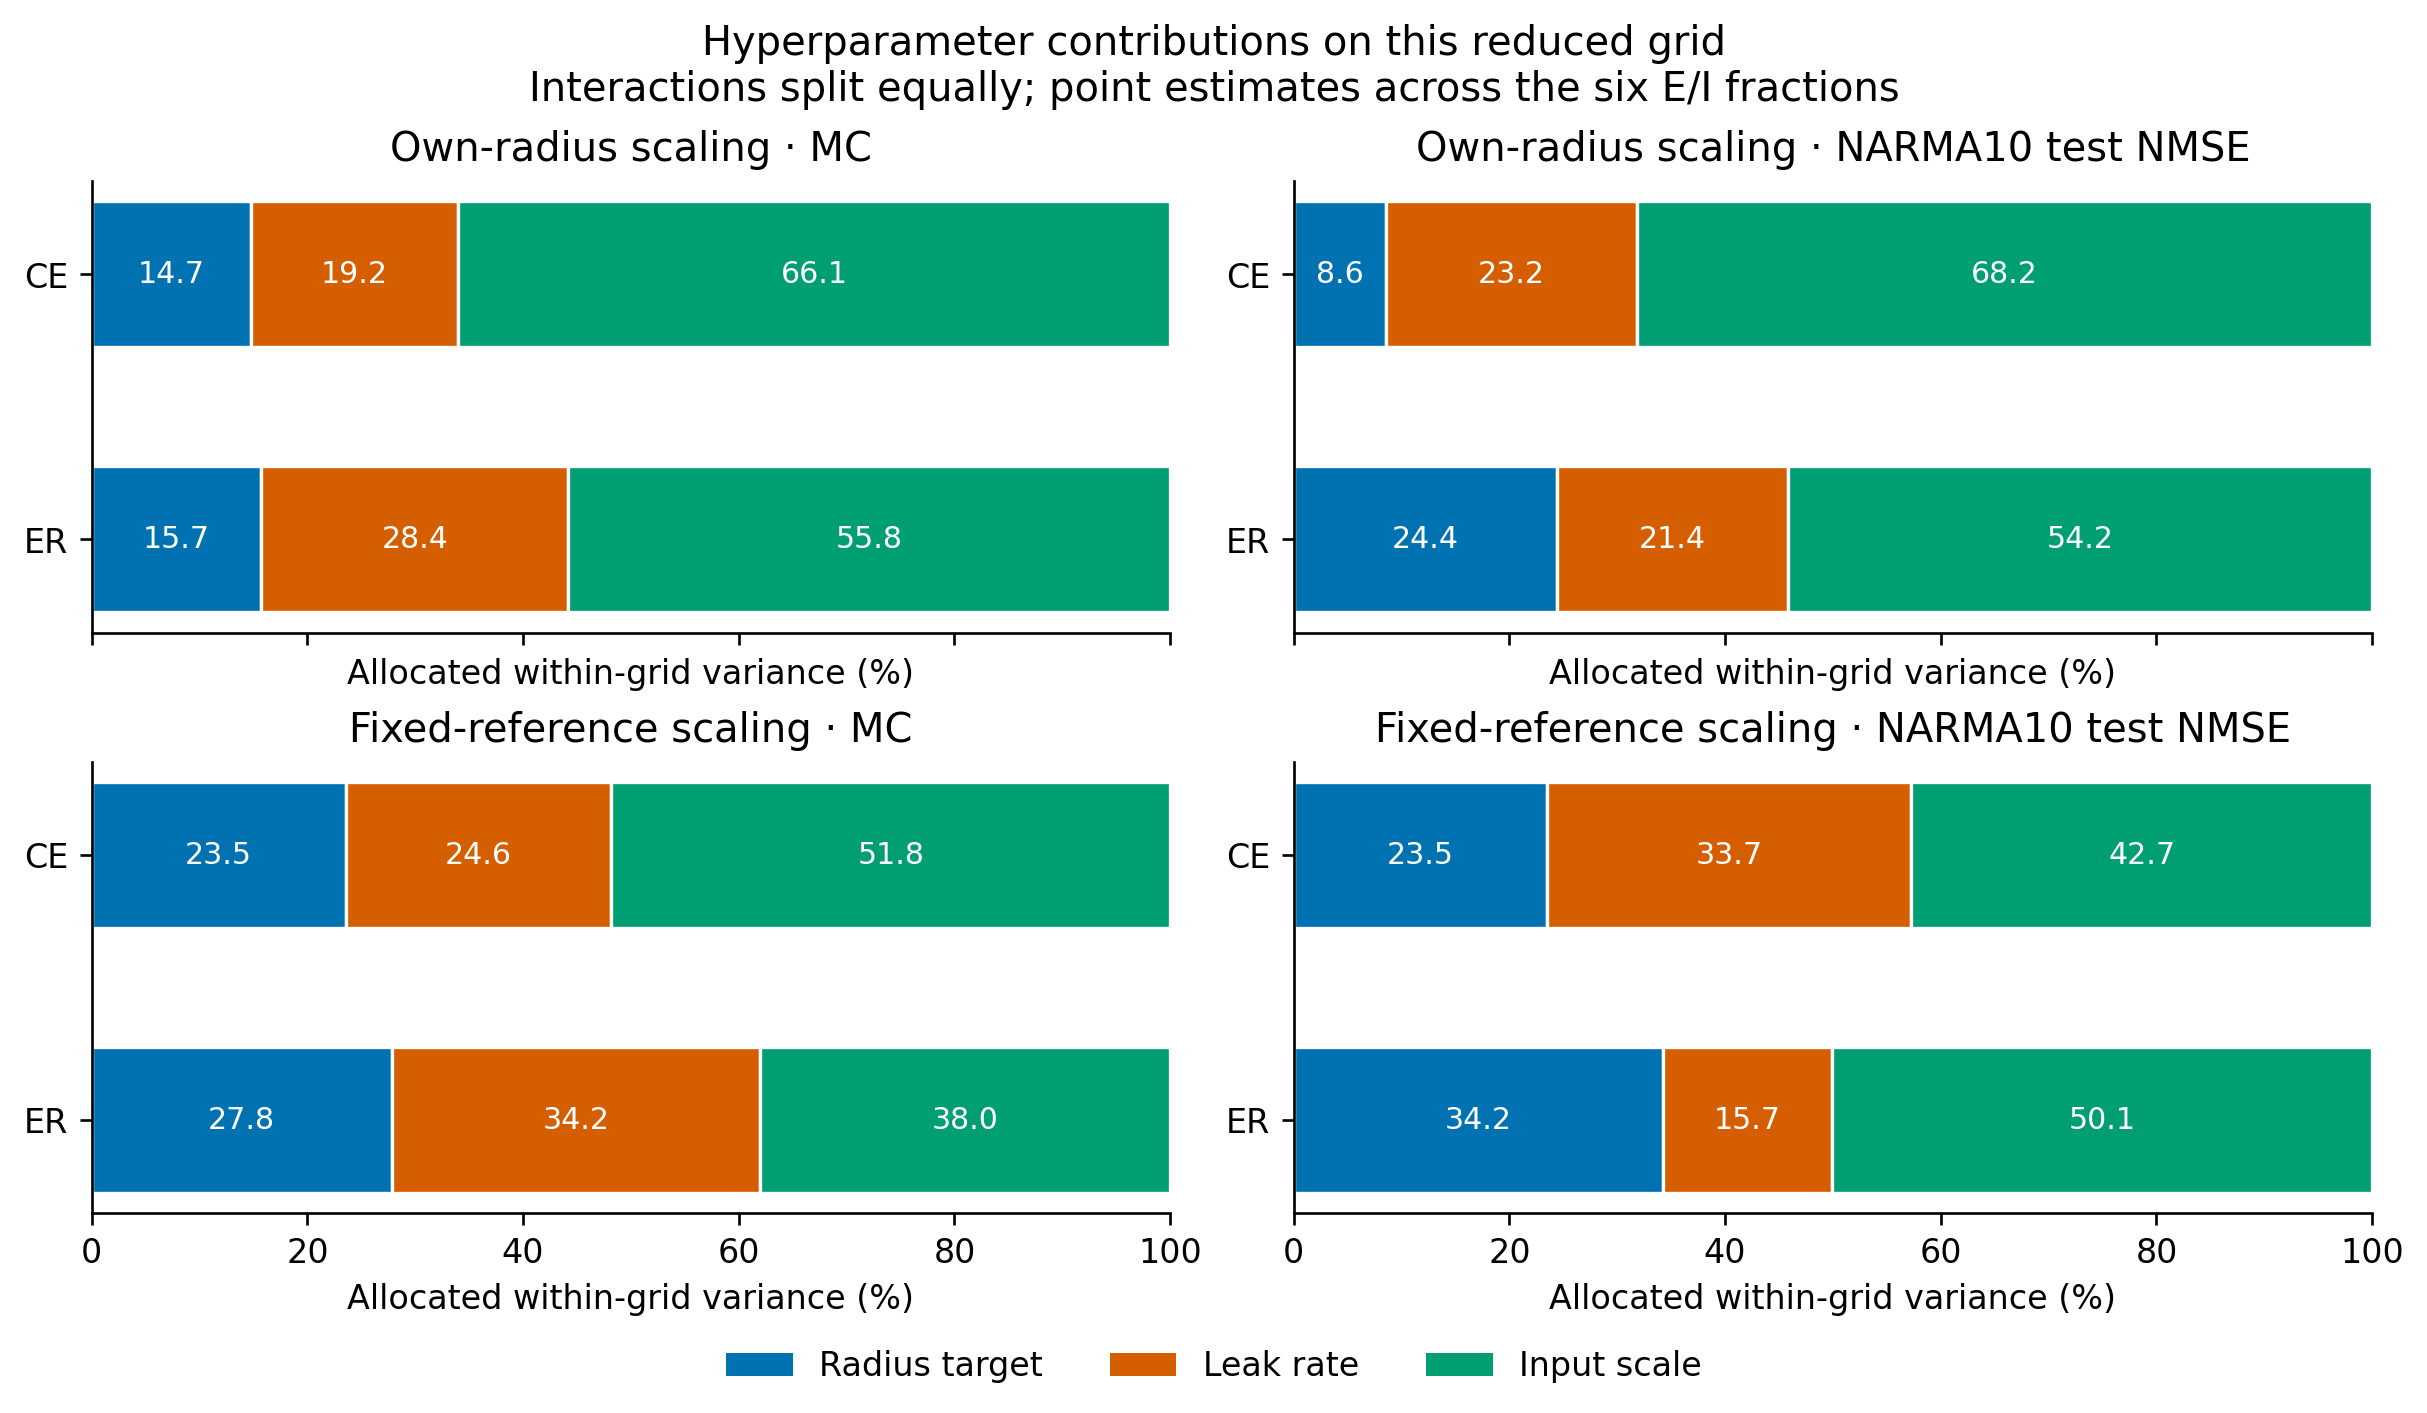 Hyperparameter contributions on this reduced grid
Interactions split equally; point estimates across the six E/I fractions
Own-radius scaling · MC
CE
14.7 19.2 66.1
ER
15.7 28.4 55.8
Allocated within-grid variance (%)
Own-radius scaling · NARMA10 test NMSE
CE
8.6 23.2 68.2
ER
24.4 21.4 54.2
Allocated within-grid variance (%)
Fixed-reference scaling · MC
CE
23.5 24.6 51.8
ER
27.8 34.2 38.0
0 20 40 60 80 100
Allocated within-grid variance (%)
Fixed-reference scaling · NARMA10 test NMSE
CE
23.5 33.7 42.7
ER
34.2 15.7 50.1
0 20 40 60 80 100
Allocated within-grid variance (%)
Radius target Leak rate Input scale